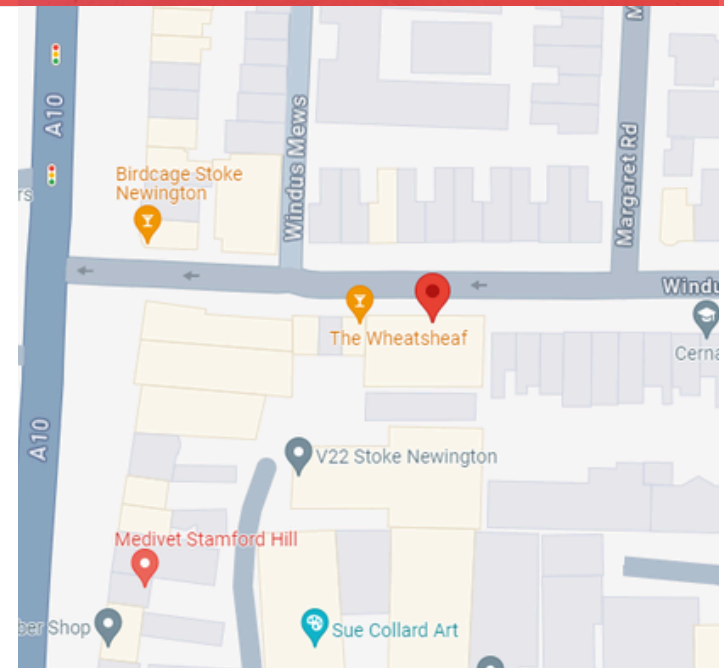 A10
Windus Mews
Margaret Rd
Birdcage Stoke
Newington
Windu
The Wheatsheaf
Cerna
A10
V22 Stoke Newington
Medivet Stamford Hill
ber Shop
Sue Collard Art